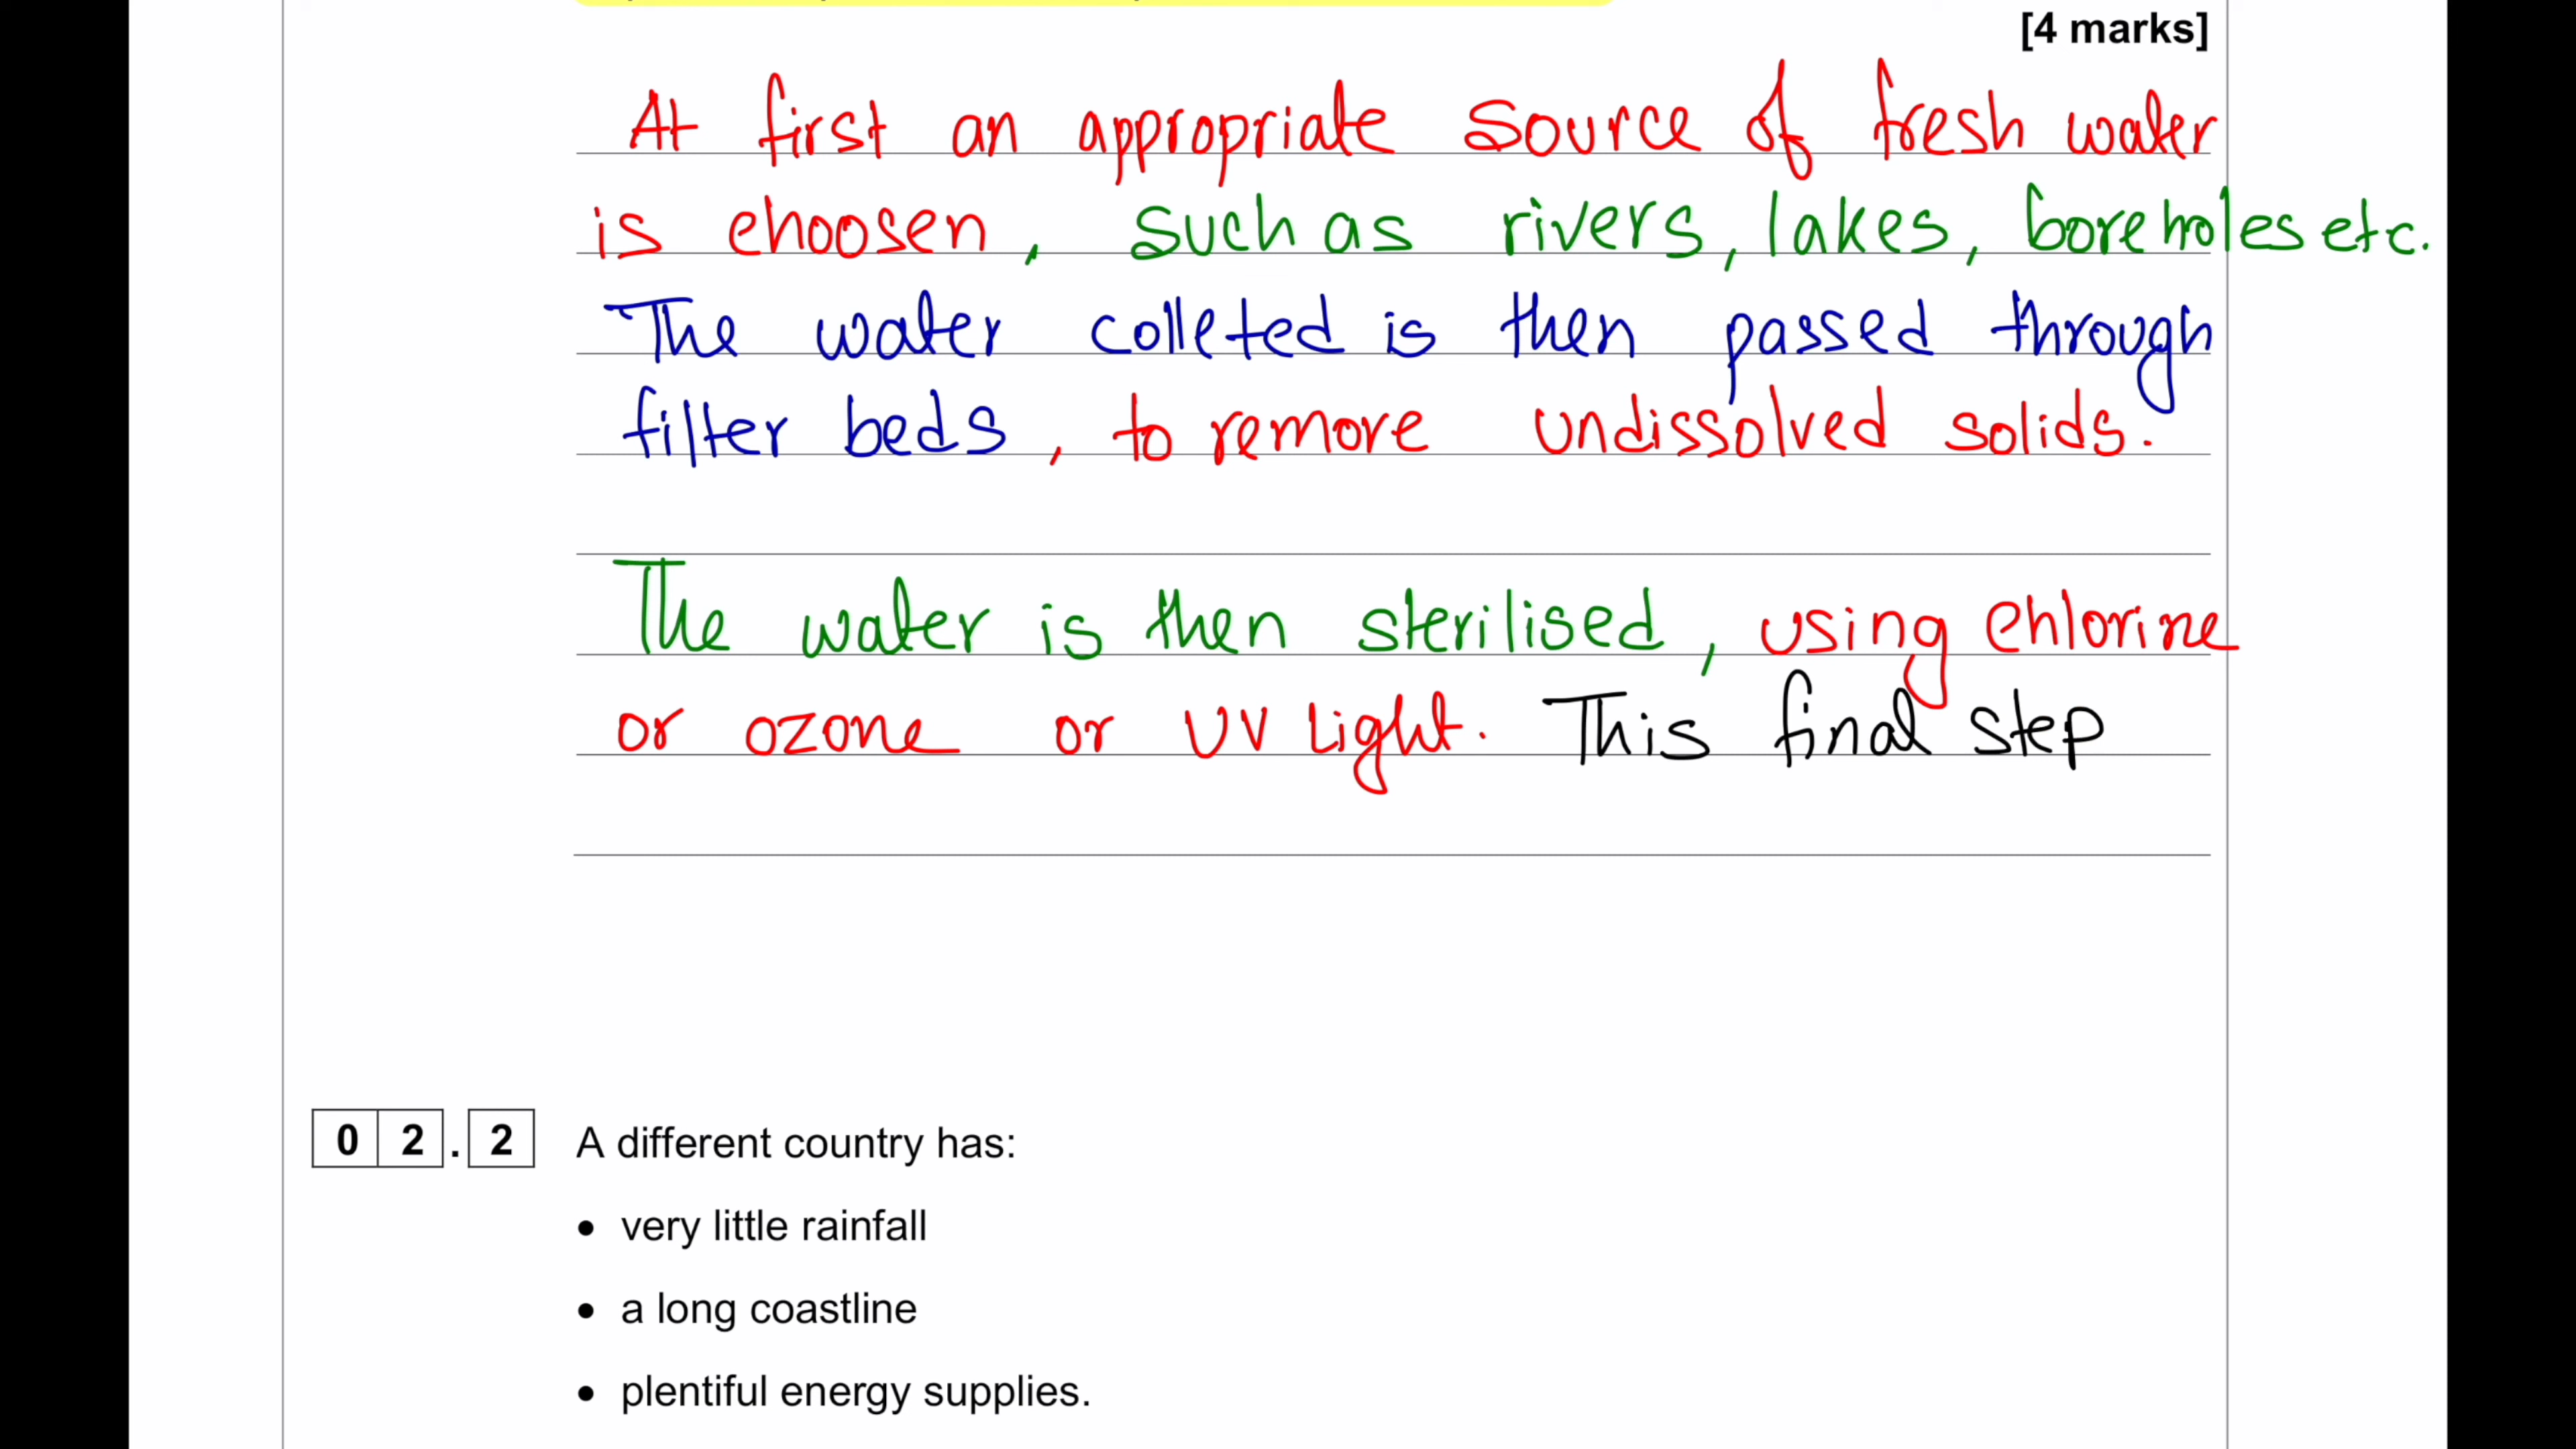 [4 marks]
At first an appropriate source of fresh water
is choosen, such as rivers, lakes, boreholes etc.
The water colleted is then passed through
filter beds, to remove undissolved solids.
The water is then sterilised, using chlorine
or ozone or UV Light. This final step
02.2 A different country has:
• very little rainfall
• a long coastline
• plentiful energy supplies.